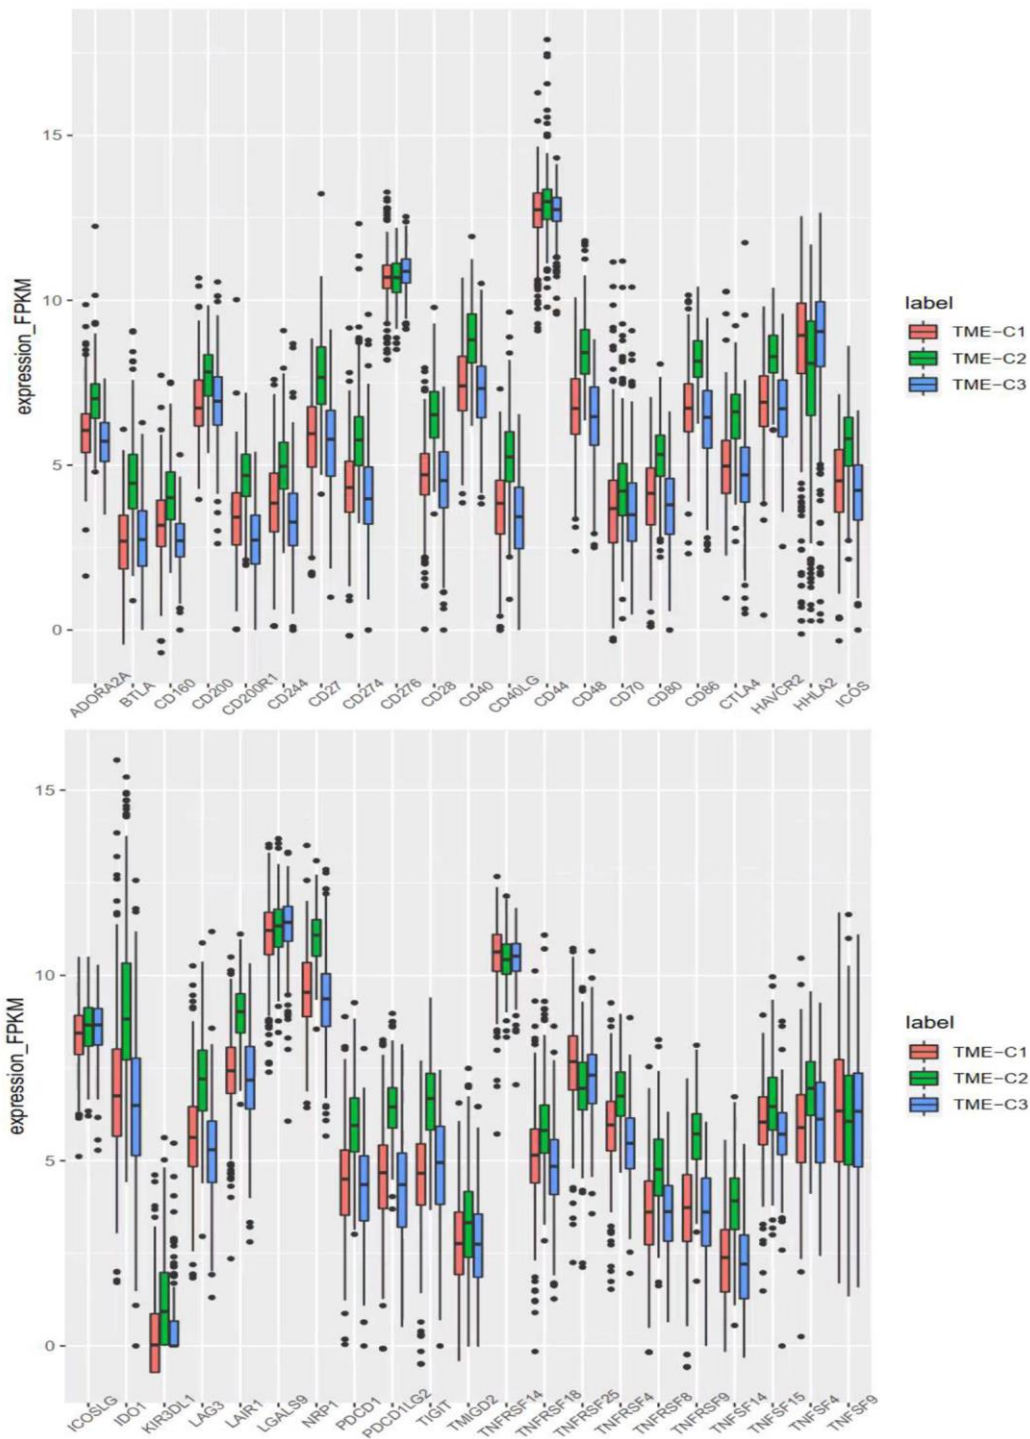 15
10
5
0
expression_FPKM
ADORA2A
BTLA
CD160
CD200
CD200R1
CD244
CD27
CD274
CD276
CD28
CD40
CD40LG
CD44
CD48
CD70
CD80
CD86
CTLA4
HAVCR2
HHLA2
ICOS
label
TME-C1
TME-C2
TME-C3
15
10
5
0
expression_FPKM
ICOSLG
IDO1
KIR3DL1
LAG3
LAIR1
LGALS9
NRP1
PDCD1
PDCD1LG2
TIGIT
TMIGD2
TNFRSF14
TNFRSF18
TNFRSF25
TNFRSF4
TNFRSF8
TNFRSF9
TNFSF14
TNFSF15
TNFSF4
TNFSF9
label
TME-C1
TME-C2
TME-C3